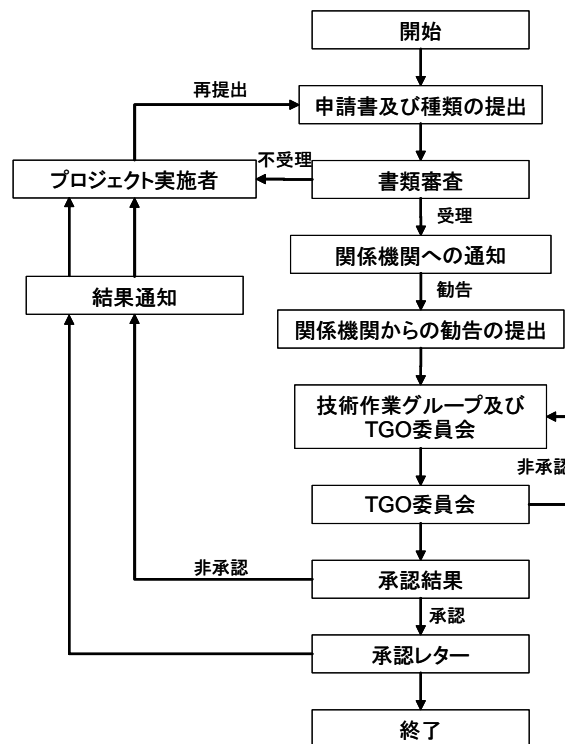 開始
再提出
申請書及び種類の提出
不受理
プロジェクト実施者
書類審査
受理
関係機関への通知
結果通知
勧告
関係機関からの勧告の提出
技術作業グループ及び
TGO委員会
非承認
TGO委員会
非承認
承認結果
承認
承認レター
終了